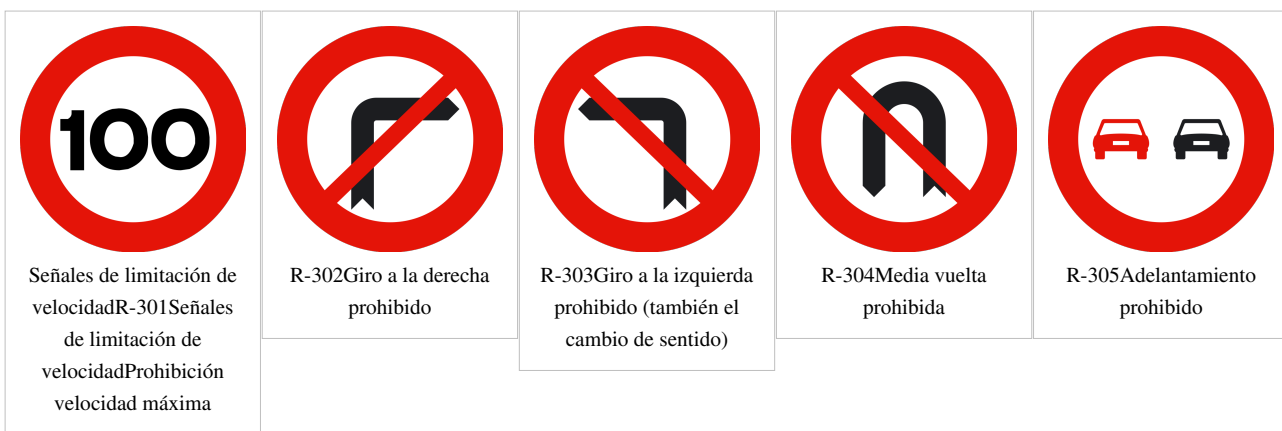 100
Señales de limitación de
velocidadR-301Señales
de limitación de
velocidadProhibición
velocidad máxima
R-302Giro a la derecha
prohibido
R-303Giro a la izquierda
prohibido (también el
cambio de sentido)
R-304Media vuelta
prohibida
R-305Adelantamiento
prohibido